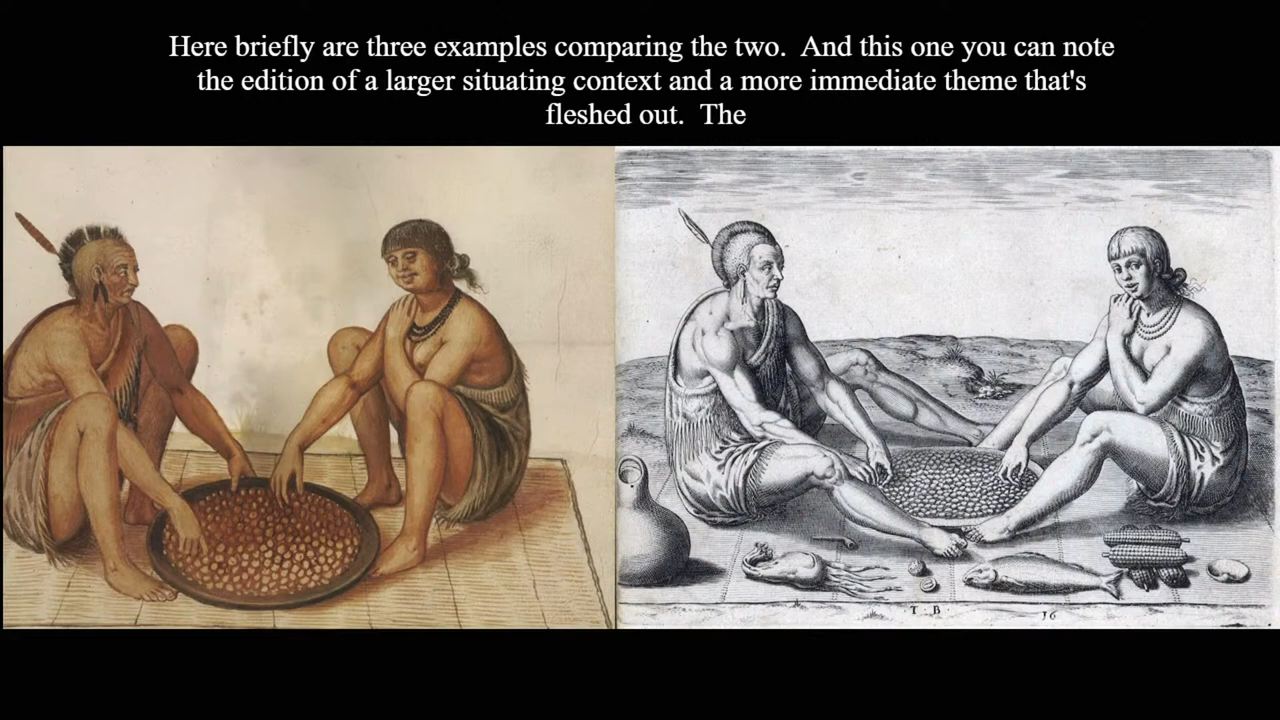 Here briefly are three examples comparing the two.  And this one you can note
the edition of a larger situating context and a more immediate theme that's
fleshed out.  The
T . B
16